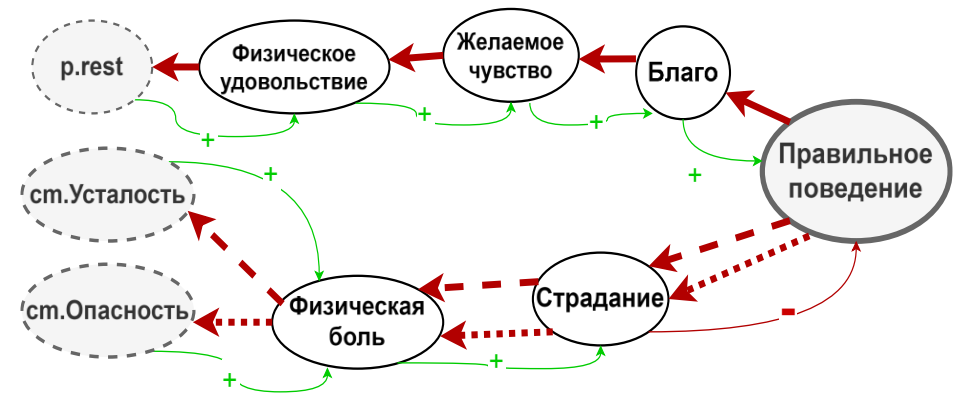 p.rest
Физическое
удовольствие
Желаемое
чувство
Благо
Правильное
поведение
+
+
+
+
cm.Усталость
+
cm.Опасность
+
Физическая
боль
+
Страдание
-